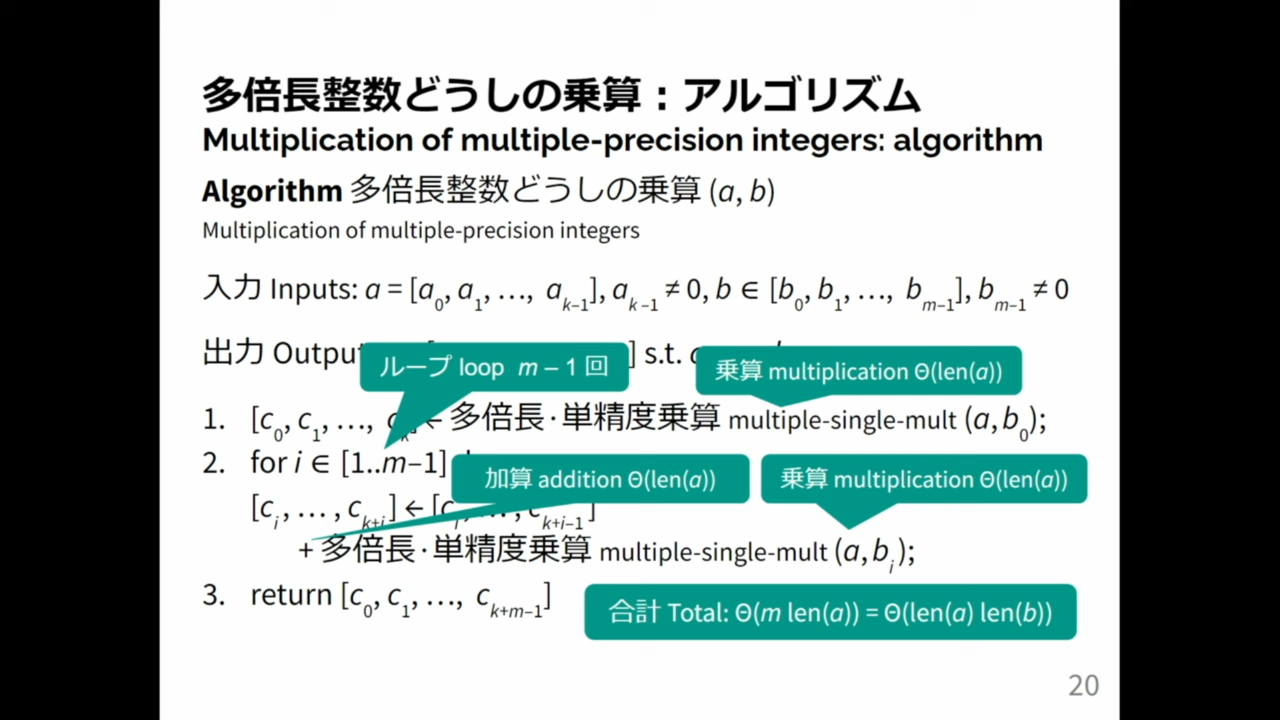 多倍長整数どうしの乗算：アルゴリズム
Multiplication of multiple-precision integers: algorithm
Algorithm 多倍長整数どうしの乗算 (a, b)
Multiplication of multiple-precision integers
入力 Inputs: a = [a0, a1, …, ak–1], ak–1 ≠ 0, b ∈ [b0, b1, …, bm–1], bm–1 ≠ 0
出力 Output ] s.t.
ループ loop m – 1 回
乗算 multiplication Θ(len(a))
1. [c0, c1, …, ck] ← 多倍長·単精度乗算 multiple-single-mult (a, b0);
2. for i ∈ [1..m–1]
加算 addition Θ(len(a))
乗算 multiplication Θ(len(a))
[ci, … , ck+i] ← [ci, … , ck+i–1]
+ 多倍長·単精度乗算 multiple-single-mult (a, bi);
3. return [c0, c1, …, ck+m–1]
合計 Total: Θ(m len(a)) = Θ(len(a) len(b))
20